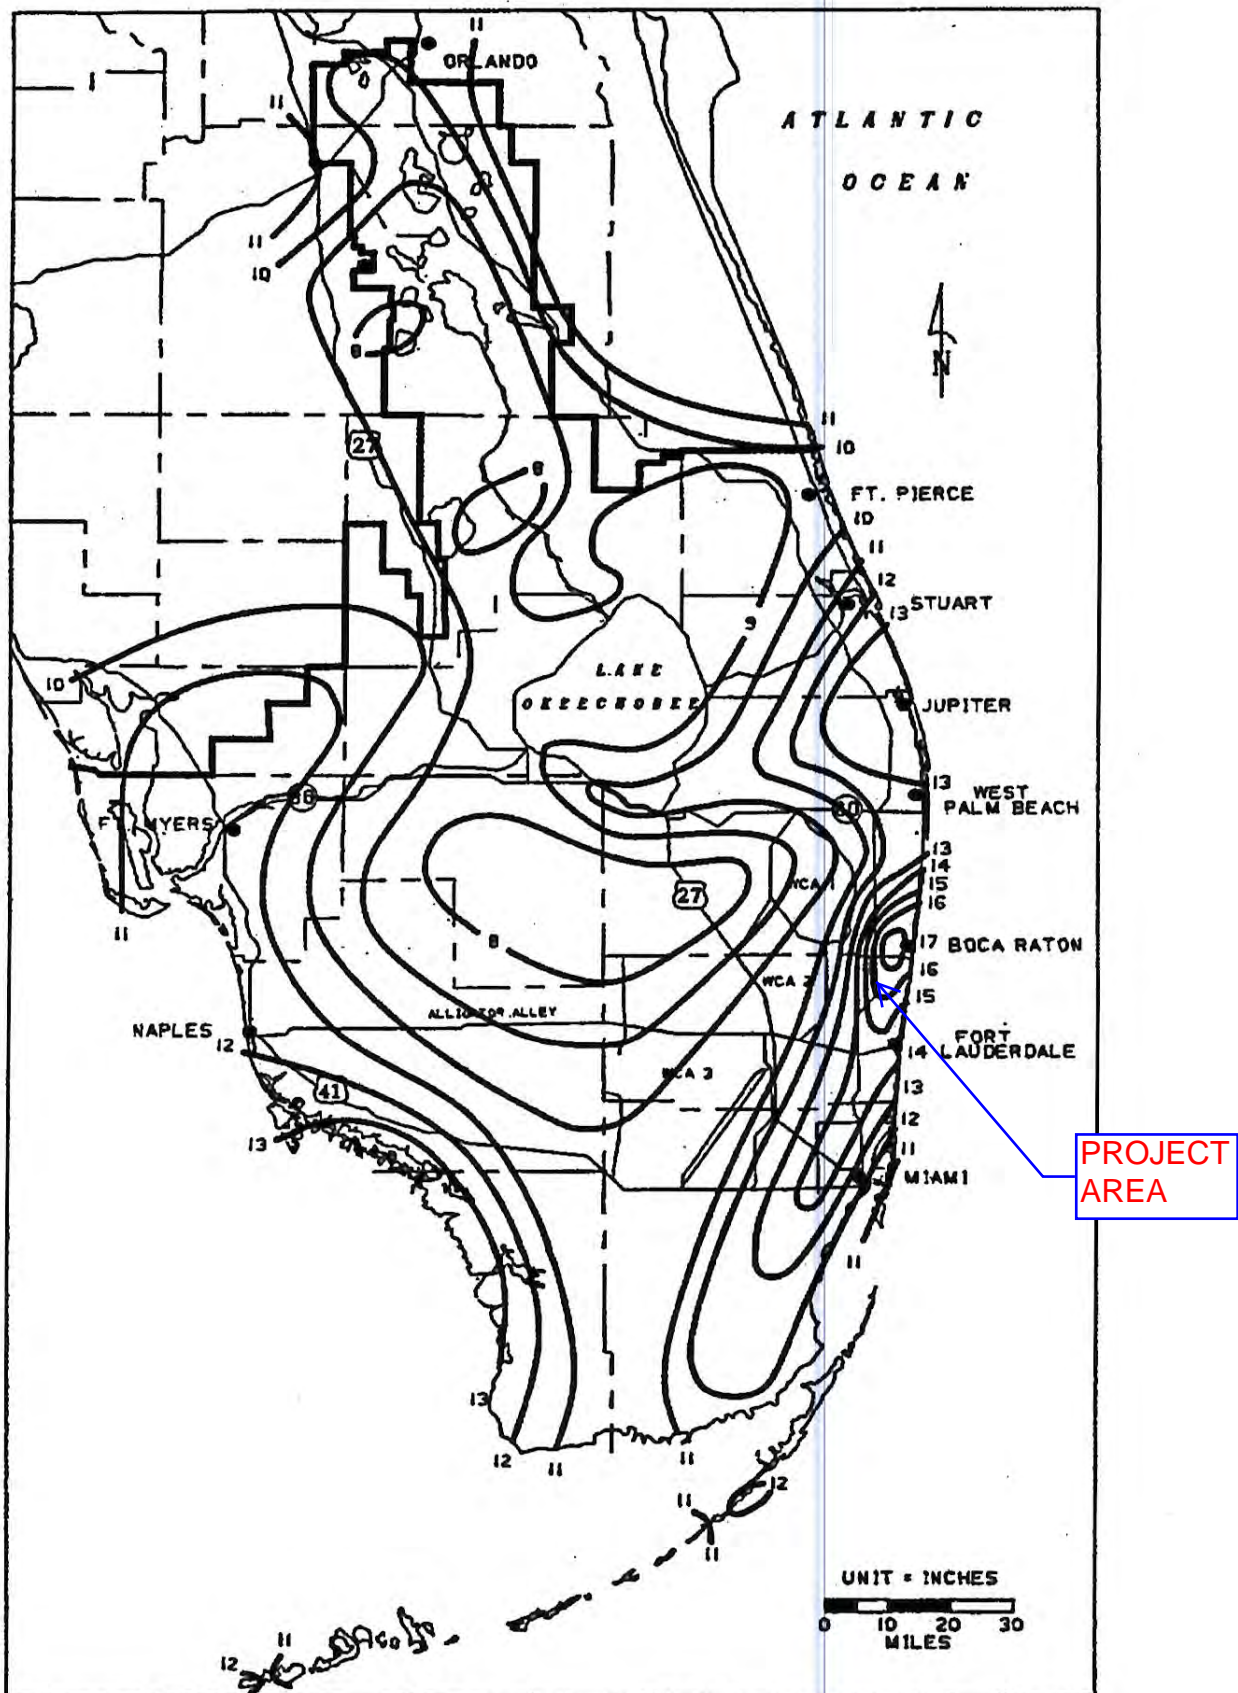 11
ORLANDO
ATLANTIC
OCEAN
11
11
10
N
8
11
10
27
8
FT. PIERCE
10
11
12
13
STUART
9
LAKE
OKEECHOBEE
10
JUPITER
13
WEST
PALM BEACH
80
FT. MYERS
13
14
15
16
WCA 1
27
11
8
17
BOCA RATON
16
15
WCA 2
ALLIGATOR ALLEY
NAPLES
12
FORT
14 LAUDERDALE
WCA 3
13
41
12
13
11
MIAMI
PROJECT
AREA
11
13
12
11
11
12
11
11
UNIT = INCHES
0 10 20 30
MILES
11
12